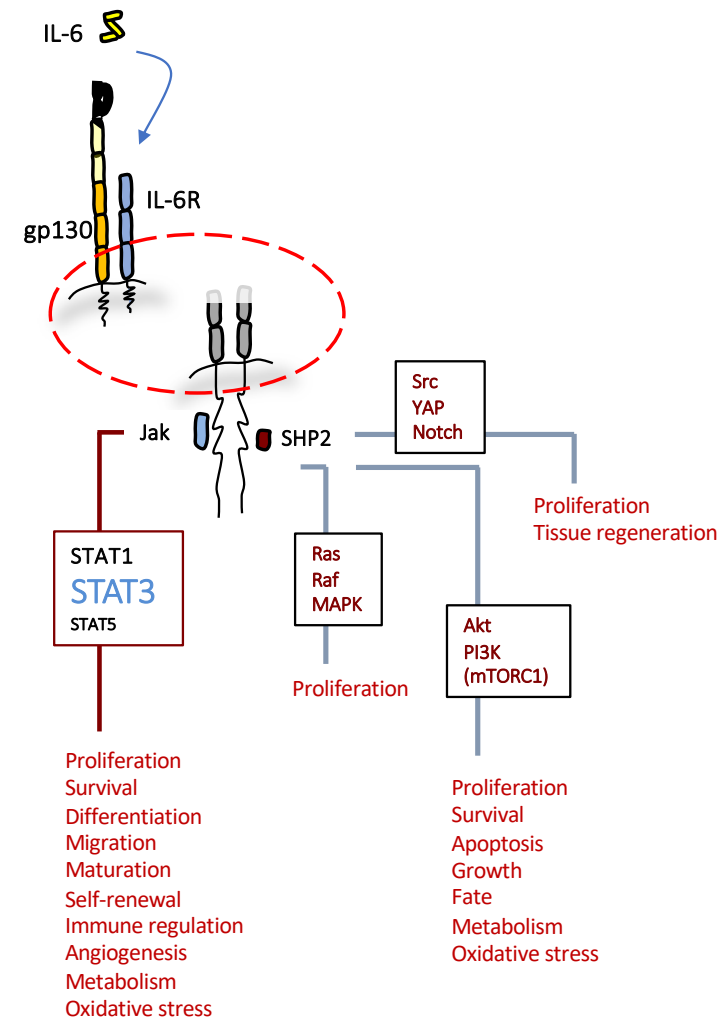 IL-6
IL-6R
gp130
Jak
SHP2
Src
YAP
Notch
Proliferation
Tissue regeneration
STAT1
STAT3
STAT5
Ras
Raf
MAPK
Proliferation
Akt
PI3K
(mTORC1)
Proliferation
Survival
Differentiation
Migration
Maturation
Self-renewal
Immune regulation
Angiogenesis
Metabolism
Oxidative stress
Proliferation
Survival
Apoptosis
Growth
Fate
Metabolism
Oxidative stress